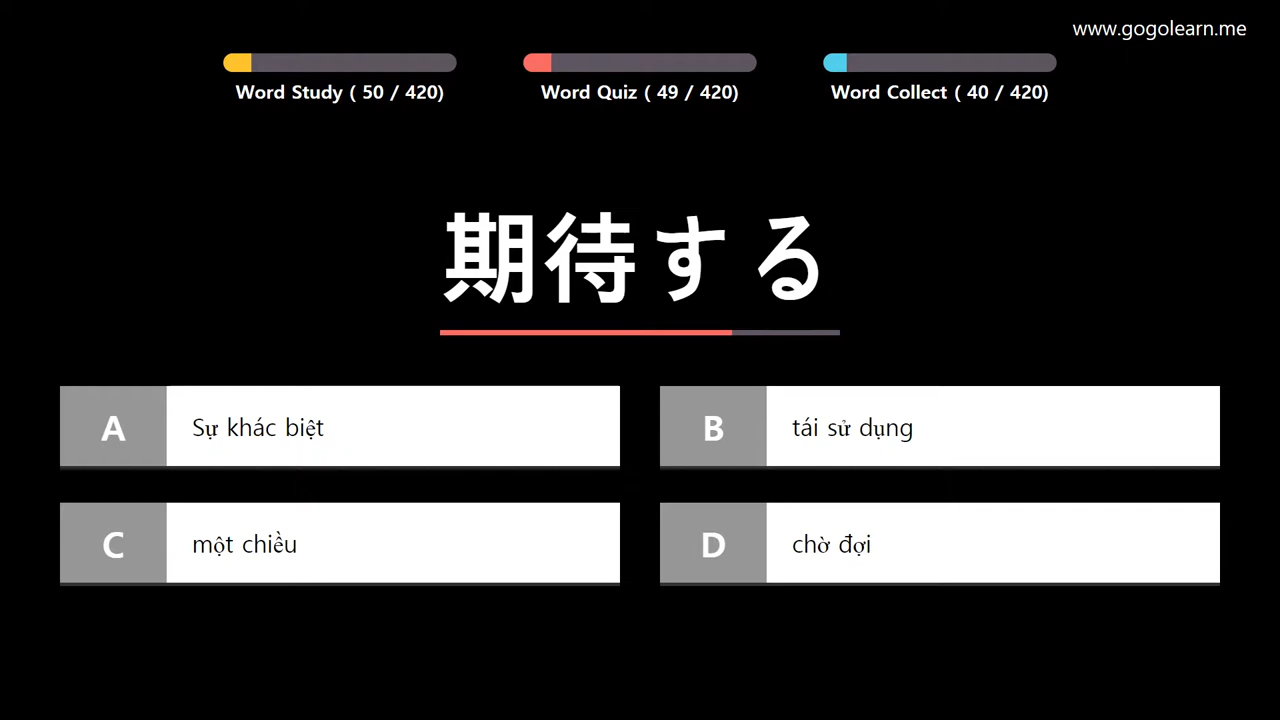 www.gogolearn.me
Word Study ( 50 / 420)
Word Quiz ( 49 / 420)
Word Collect ( 40 / 420)
期待する
A Sự khác biệt
B tái sử dụng
C một chiều
D chờ đợi